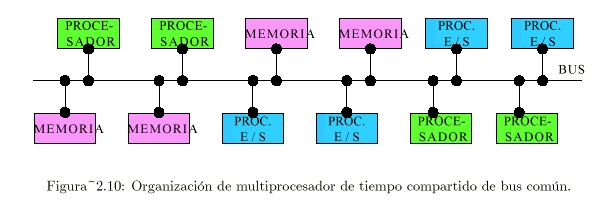 PROCE-
SADOR
PROCE-
SADOR
MEMORIA
MEMORIA
PROC.
E / S
PROC.
E / S
BUS
MEMORIA
MEMORIA
PROC.
E / S
PROC.
E / S
PROCE-
SADOR
PROCE-
SADOR
Figura~2.10: Organización de multiprocesador de tiempo compartido de bus común.